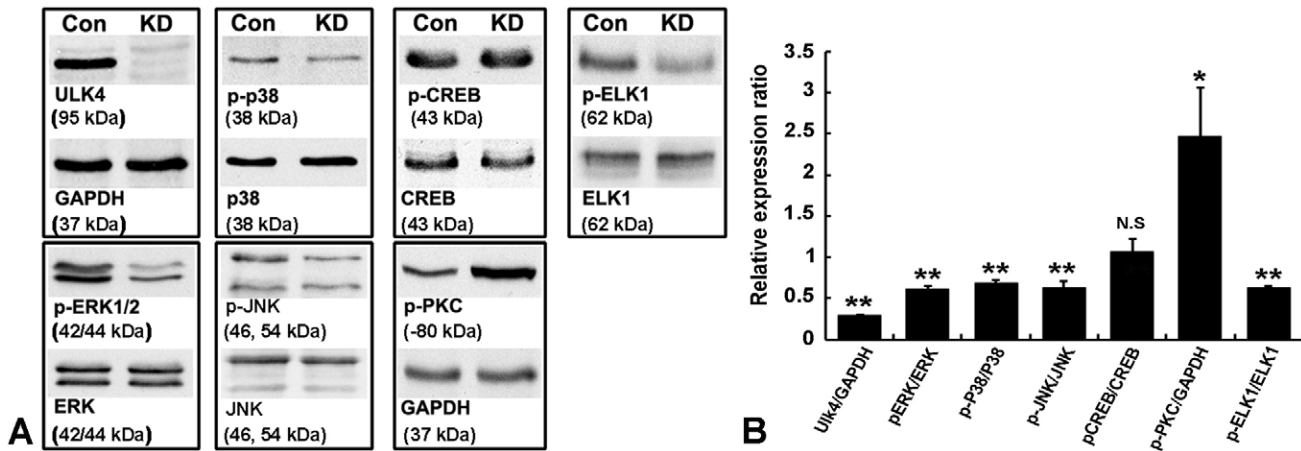 Con KD
ULK4
(95 kDa)
GAPDH
(37 kDa)
Con KD
p-p38
(38 kDa)
p38
(38 kDa)
Con KD
p-CREB
(43 kDa)
CREB
(43 kDa)
Con KD
p-ELK1
(62 kDa)
ELK1
(62 kDa)
p-ERK1/2
(42/44 kDa)
ERK
(42/44 kDa)
p-JNK
(46, 54 kDa)
JNK
(46, 54 kDa)
p-PKC
(-80 kDa)
GAPDH
(37 kDa)
A
Relative expression ratio
3.5
3
2.5
2
1.5
1
0.5
0
**
**
**
**
N.S
*
**
Ulk4/GAPDH
pERK/ERK
p-P38/P38
p-JNK/JNK
pCREB/CREB
p-PKC/GAPDH
p-ELK1/ELK1
B